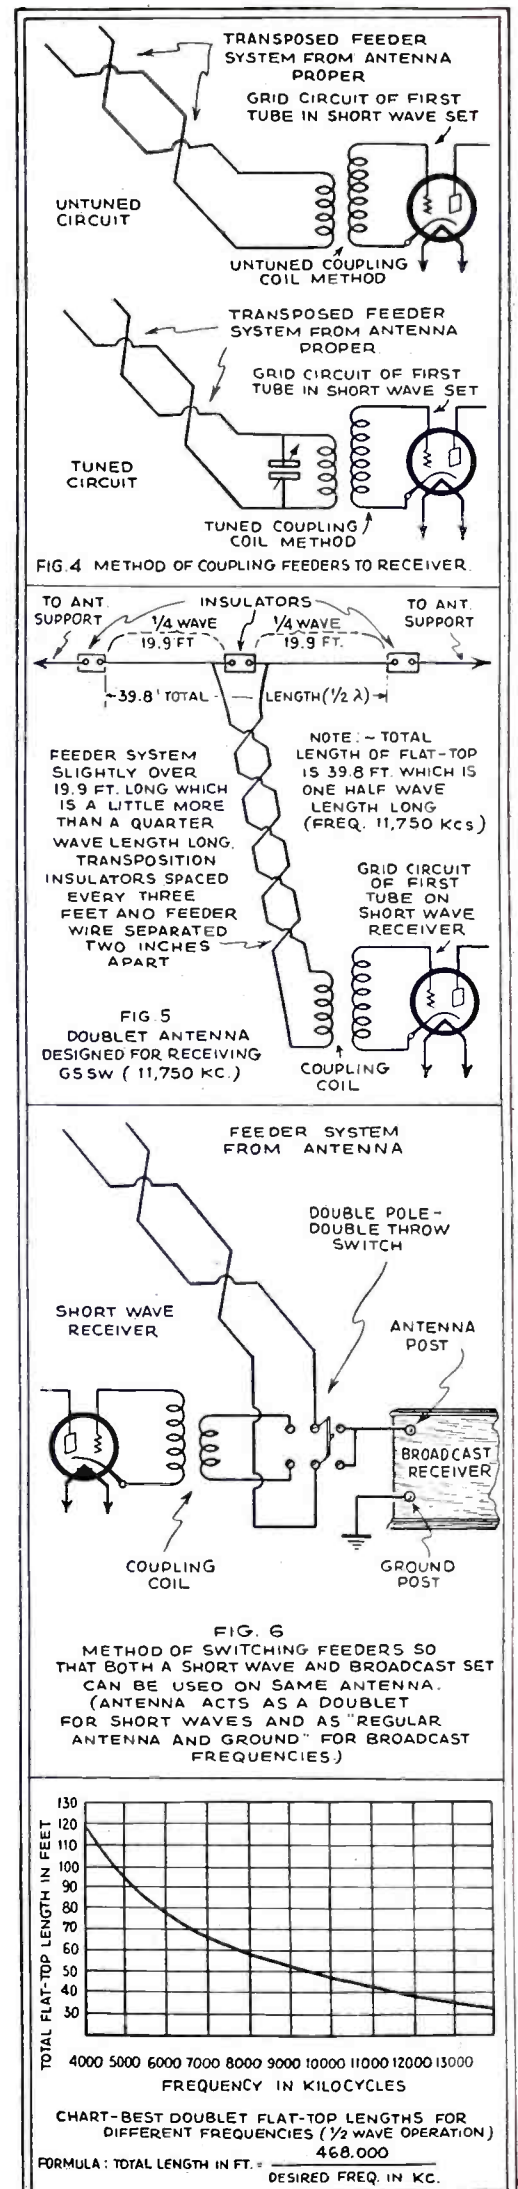 TRANSPOSED FEEDER
SYSTEM FROM ANTENNA
PROPER
GRID CIRCUIT OF FIRST
TUBE IN SHORT WAVE SET
UNTUNED
CIRCUIT
UNTUNED COUPLING
COIL METHOD
TRANSPOSED FEEDER
SYSTEM FROM ANTENNA
PROPER
GRID CIRCUIT OF FIRST
TUBE IN SHORT WAVE SET
TUNED
CIRCUIT
TUNED COUPLING
COIL METHOD
FIG.4 METHOD OF COUPLING FEEDERS TO RECEIVER.
TO ANT.
SUPPORT
INSULATORS
TO ANT.
SUPPORT
1/4 WAVE
19.9 FT
1/4 WAVE
19.9 FT.
39.8' TOTAL LENGTH (1/2 λ)
FEEDER SYSTEM
SLIGHTLY OVER
19.9 FT. LONG WHICH
IS A LITTLE MORE
THAN A QUARTER
WAVE LENGTH LONG.
TRANSPOSITION
INSULATORS SPACED
EVERY THREE
FEET AND FEEDER
WIRE SEPARATED
TWO INCHES
APART
NOTE:~ TOTAL
LENGTH OF FLAT-TOP
IS 39.8 FT. WHICH IS
ONE HALF WAVE
LENGTH LONG
(FREQ. 11,750 KCS)
GRID CIRCUIT
OF FIRST
TUBE ON
SHORT WAVE
RECEIVER
FIG. 5
DOUBLET ANTENNA
DESIGNED FOR RECEIVING
G5SW (11,750 KC.)
COUPLING
COIL
FEEDER SYSTEM
FROM ANTENNA
DOUBLE POLE-
DOUBLE THROW
SWITCH
SHORT WAVE
RECEIVER
ANTENNA
POST
BROADCAST
RECEIVER
COUPLING
COIL
GROUND
POST
FIG. 6
METHOD OF SWITCHING FEEDERS SO
THAT BOTH A SHORT WAVE AND BROADCAST SET
CAN BE USED ON SAME ANTENNA.
(ANTENNA ACTS AS A DOUBLET
FOR SHORT WAVES AND AS "REGULAR
ANTENNA AND GROUND" FOR BROADCAST
FREQUENCIES.)
TOTAL FLAT-TOP LENGTH IN FEET
130
120
110
100
90
80
70
60
50
40
30
4000 5000 6000 7000 8000 9000 10000 11000 12000 13000
FREQUENCY IN KILOCYCLES
CHART-BEST DOUBLET FLAT-TOP LENGTHS FOR
DIFFERENT FREQUENCIES (1/2 WAVE OPERATION)
FORMULA: TOTAL LENGTH IN FT. = 468.000
DESIRED FREQ. IN KC.